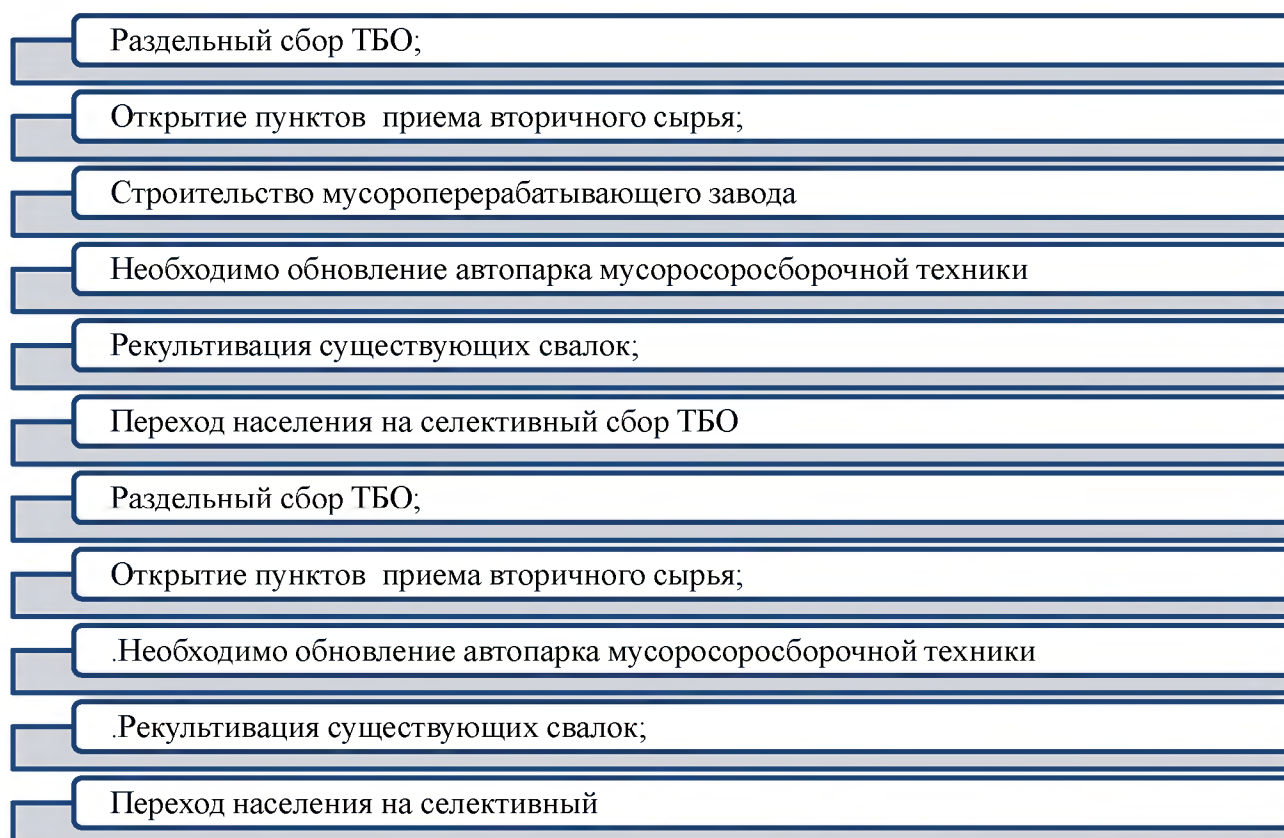 Раздельный сбор ТБО;
Открытие пунктов  приема вторичного сырья;
Строительство мусороперерабатывающего завода
Необходимо обновление автопарка мусоросоросборочной техники
Рекультивация существующих свалок;
Переход населения на селективный сбор ТБО
Раздельный сбор ТБО;
Открытие пунктов  приема вторичного сырья;
.Необходимо обновление автопарка мусоросоросборочной техники
.Рекультивация существующих свалок;
Переход населения на селективный